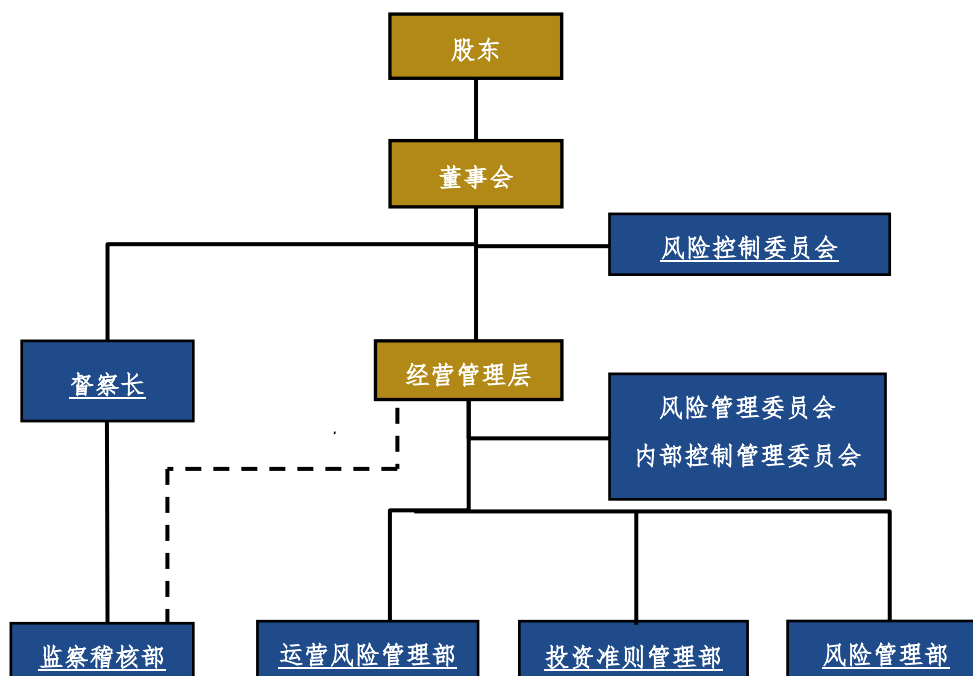 股东
董事会
风险控制委员会
督察长
经营管理层
风险管理委员会
内部控制管理委员会
监察稽核部
运营风险管理部
投资准则管理部
风险管理部